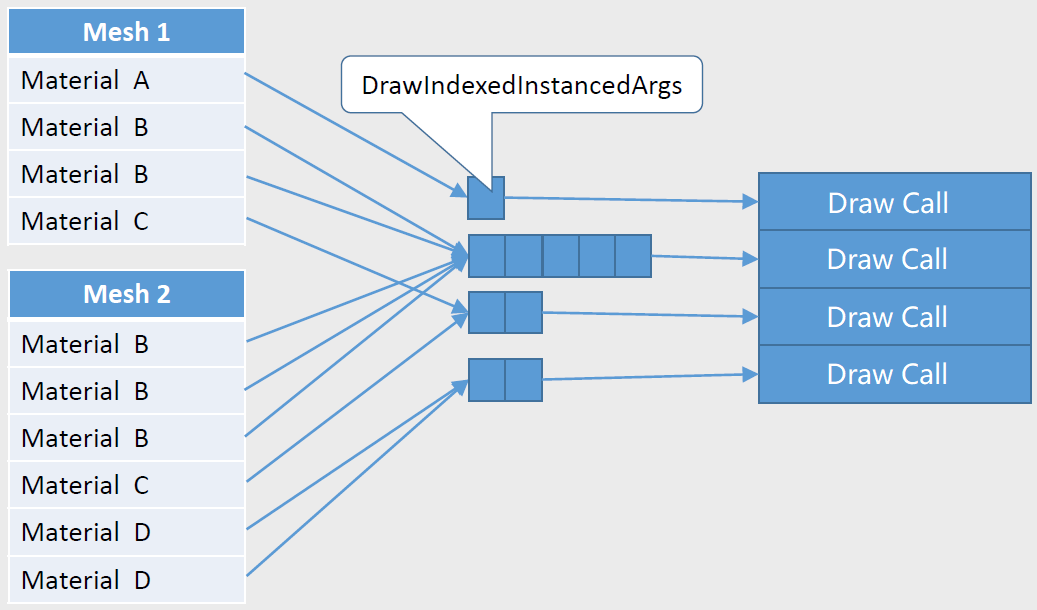 Mesh 1
Material A
Material B
Material B
Material C
Mesh 2
Material B
Material B
Material B
Material C
Material D
Material D
DrawIndexedInstancedArgs
Draw Call
Draw Call
Draw Call
Draw Call